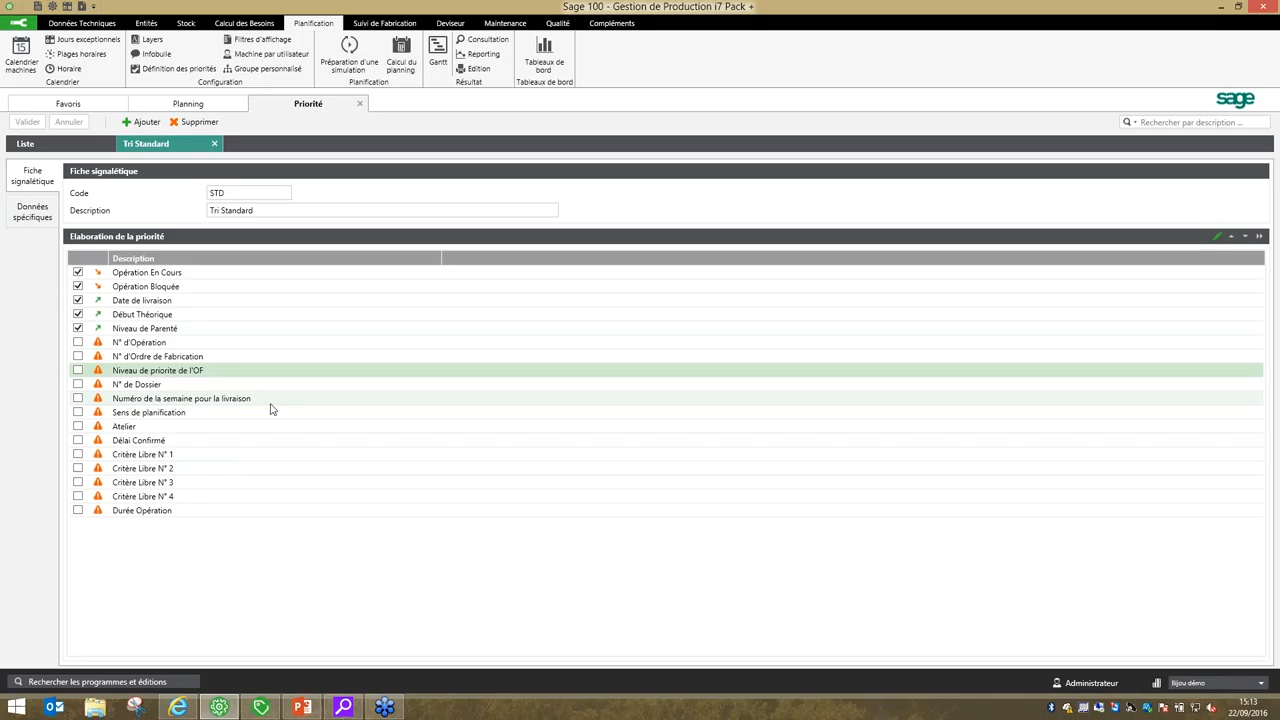 Sage 100 - Gestion de Production i7 Pack +
Données Techniques Entités Stock Calcul des Besoins Planification Suivi de Fabrication Deviseur Maintenance Qualité Compléments
Calendrier machines
Jours exceptionnels
Plages horaires
Horaire
Calendrier
Layers
Infobulle
Définition des priorités
Filtres d'affichage
Machine par utilisateur
Groupe personnalisé
Configuration
Préparation d'une simulation
Calcul du planning
Planification
Gantt
Consultation
Reporting
Edition
Résultat
Tableaux de bord
Tableaux de bord
Favoris Planning Priorité
sage
Valider Annuler Ajouter Supprimer Rechercher par description ...
Liste Tri Standard
Fiche signalétique
Données spécifiques
Fiche signalétique
Code STD
Description Tri Standard
Elaboration de la priorité
Description
Opération En Cours
Opération Bloquée
Date de livraison
Début Théorique
Niveau de Parenté
N° d'Opération
N° d'Ordre de Fabrication
Niveau de priorite de l'OF
N° de Dossier
Numéro de la semaine pour la livraison
Sens de planification
Atelier
Délai Confirmé
Critère Libre N° 1
Critère Libre N° 2
Critère Libre N° 3
Critère Libre N° 4
Durée Opération
Rechercher les programmes et éditions Administrateur Bijou démo
15:13
22/09/2016